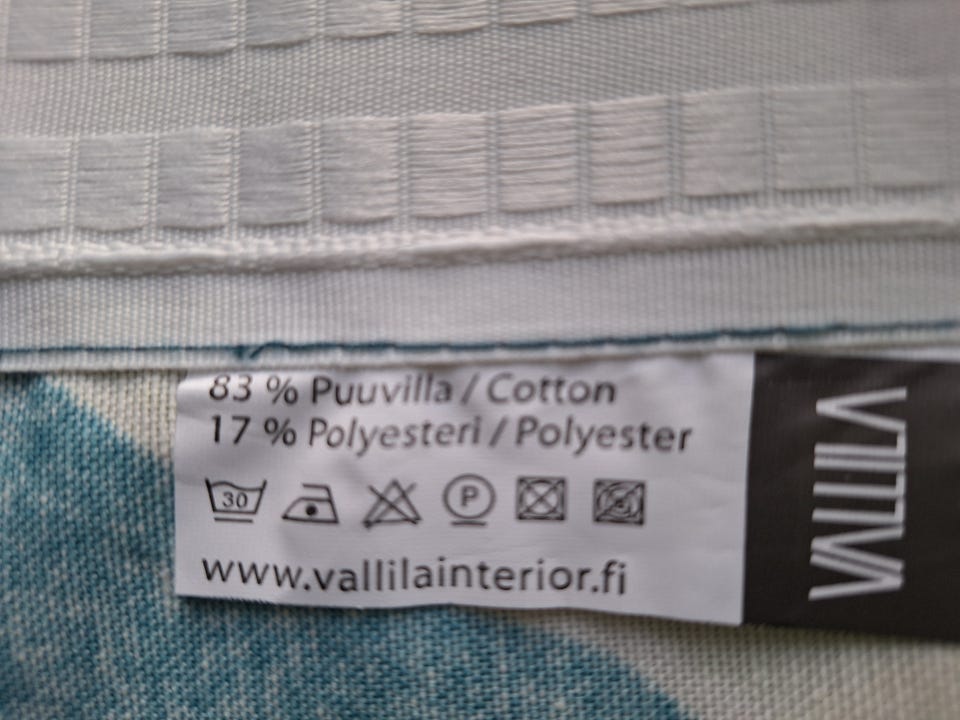 83 % Puuvilla / Cotton
17 % Polyesteri / Polyester
30 P
www.vallilainterior.fi
VALLILA